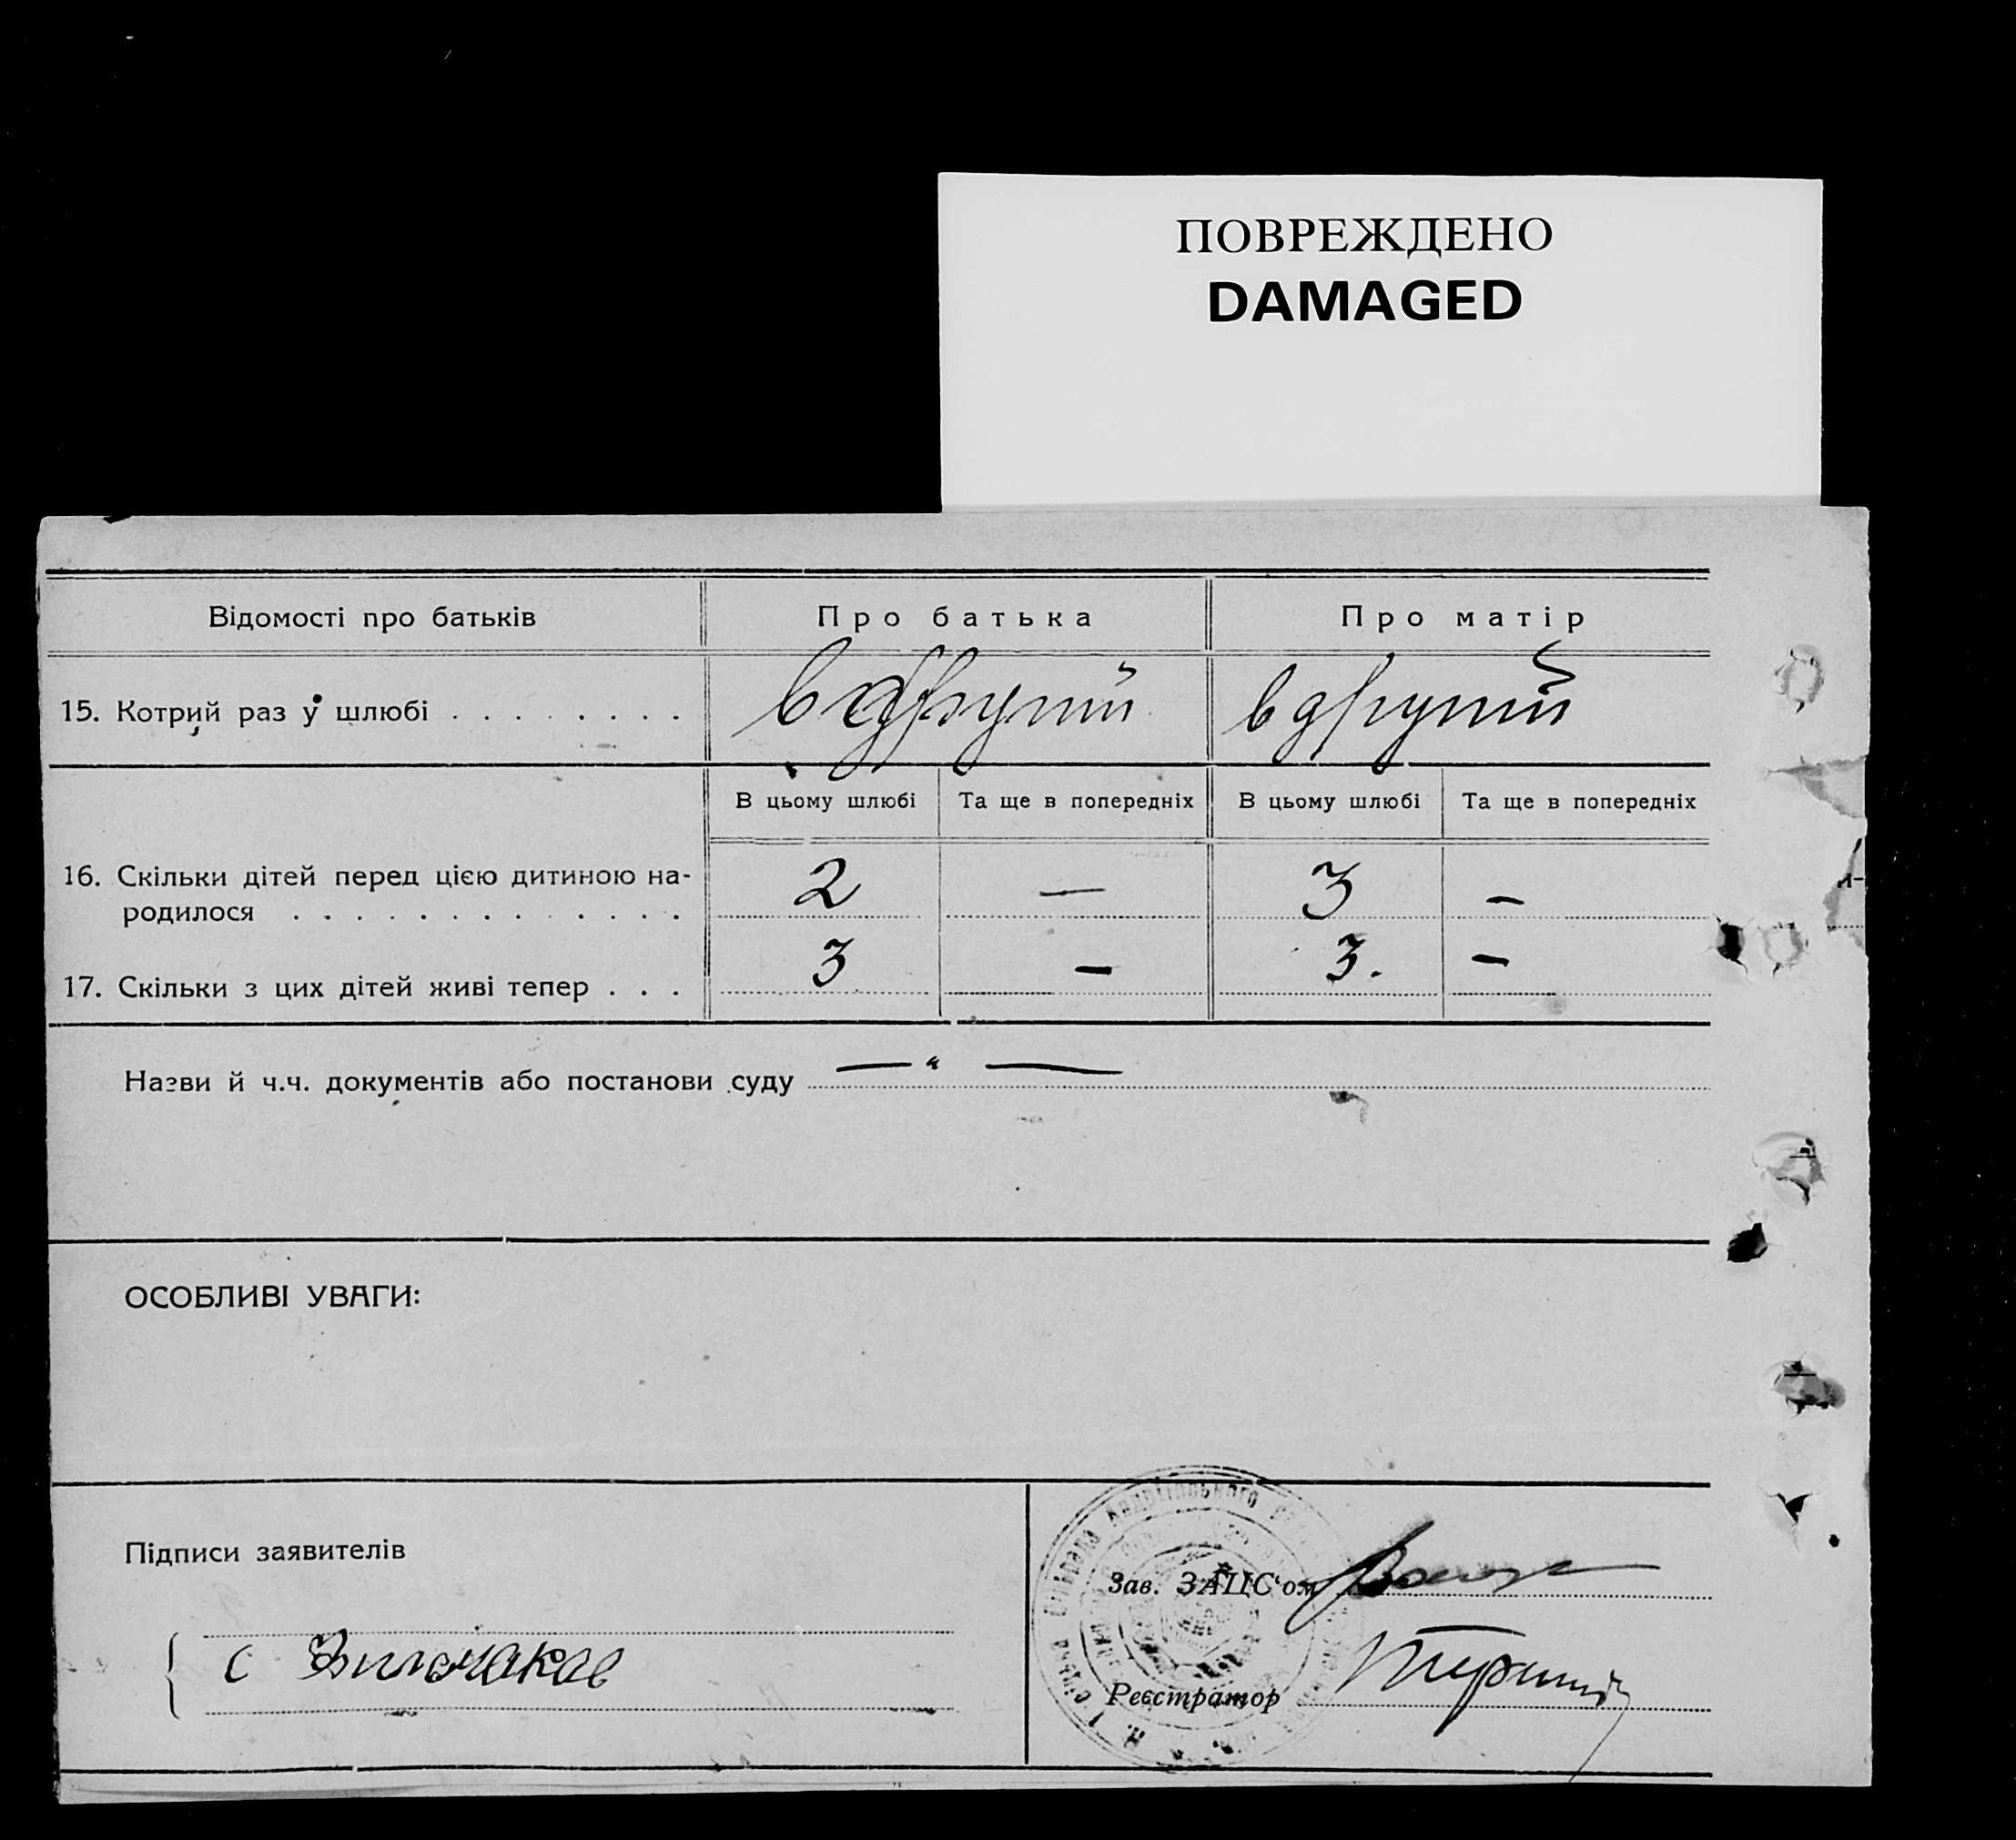 ПОВРЕЖДЕНО
DAMAGED
Відомості про батьків
Про батька
Про матір
15. Котрий раз у шлюбі . . . . . . . .
в другий
в другий
В цьому шлюбі
Та ще в попередніх
В цьому шлюбі
Та ще в попередніх
16. Скільки дітей перед цією дитиною на-
родилося . . . . . . . . . . . . . .
2
—
3
–
17. Скільки з цих дітей живі тепер . . .
3
–
3.
–
Назви й ч.ч. документів або постанови суду
— " —
ОСОБЛИВІ УВАГИ:
Підписи заявителів
Зав. ЗАЦС'ом
Реєстратор